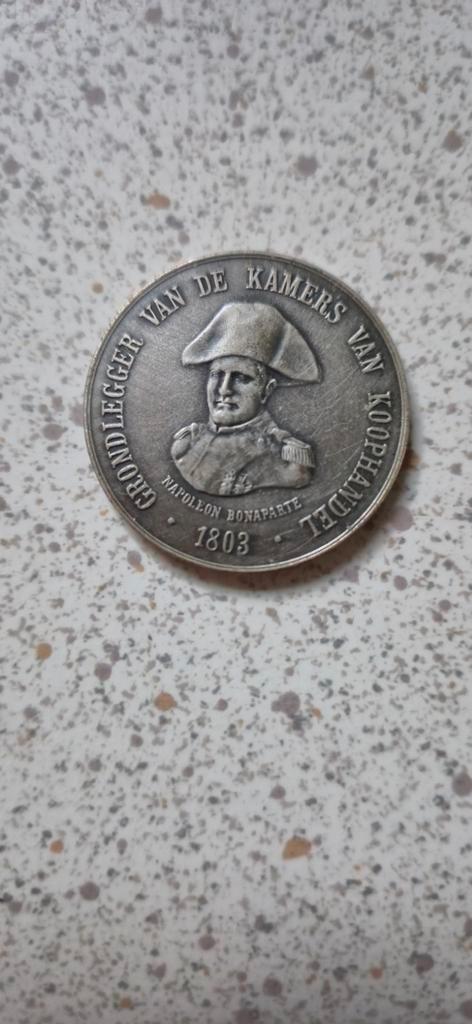 GRONDLEGGER VAN DE KAMERS VAN KOOPHANDEL
NAPOLEON BONAPARTE
· 1803 ·